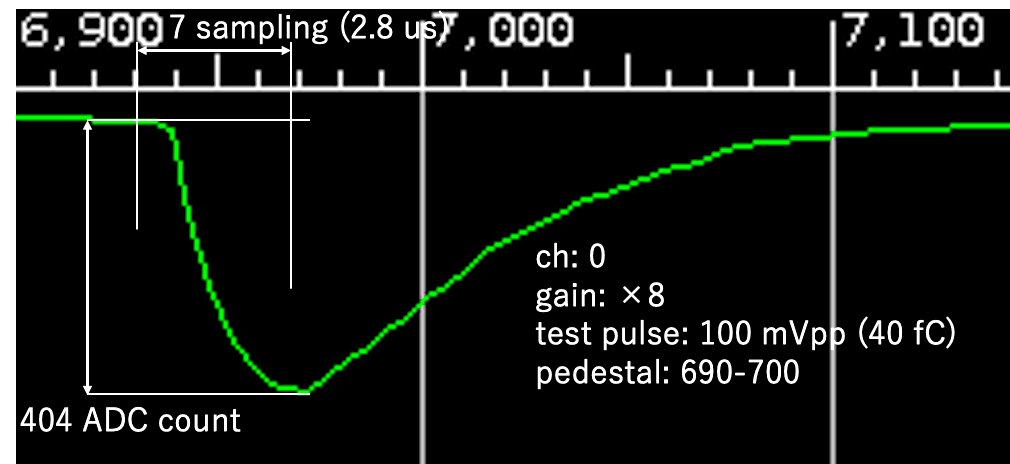 6,900 7 sampling (2.8 us) 7,000 7,100
ch: 0
gain: ×8
test pulse: 100 mVpp (40 fC)
pedestal: 690-700
404 ADC count